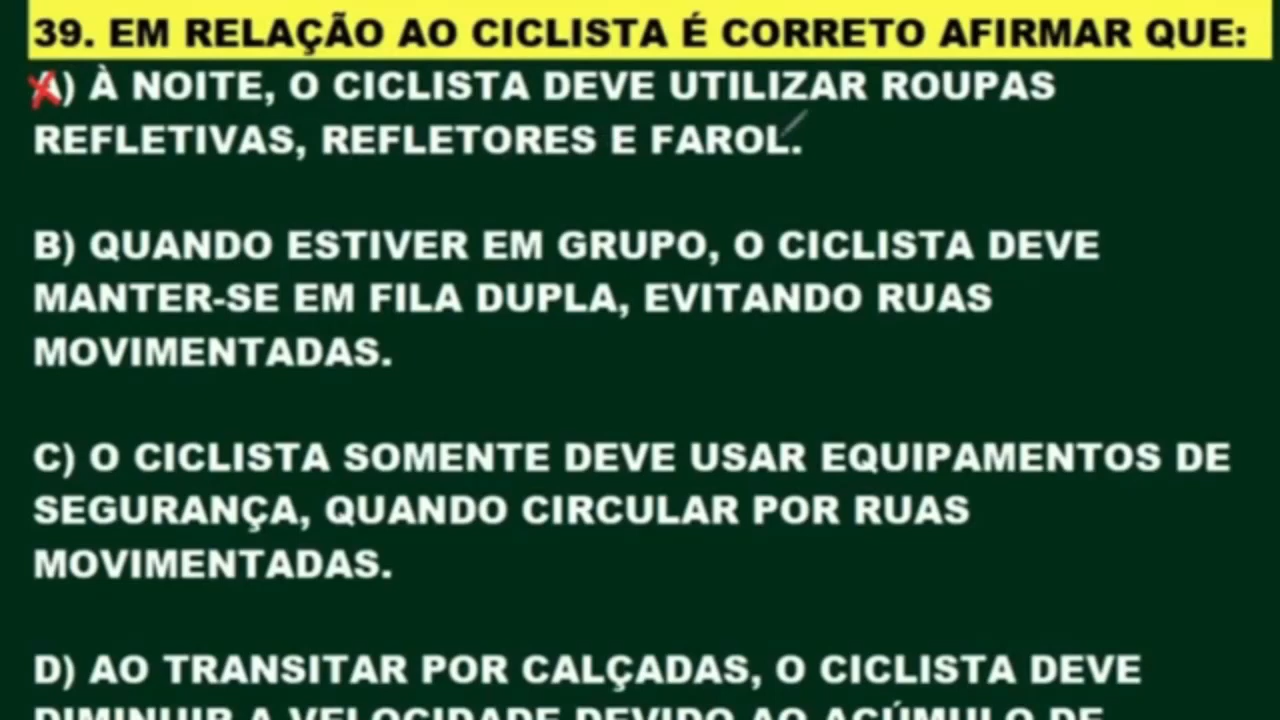 39. EM RELAÇÃO AO CICLISTA É CORRETO AFIRMAR QUE:
A) À NOITE, O CICLISTA DEVE UTILIZAR ROUPAS
REFLETIVAS, REFLETORES E FAROL.
B) QUANDO ESTIVER EM GRUPO, O CICLISTA DEVE
MANTER-SE EM FILA DUPLA, EVITANDO RUAS
MOVIMENTADAS.
C) O CICLISTA SOMENTE DEVE USAR EQUIPAMENTOS DE
SEGURANÇA, QUANDO CIRCULAR POR RUAS
MOVIMENTADAS.
D) AO TRANSITAR POR CALÇADAS, O CICLISTA DEVE
DIMINUIR A VELOCIDADE DEVIDO AO ACÚMULO DE